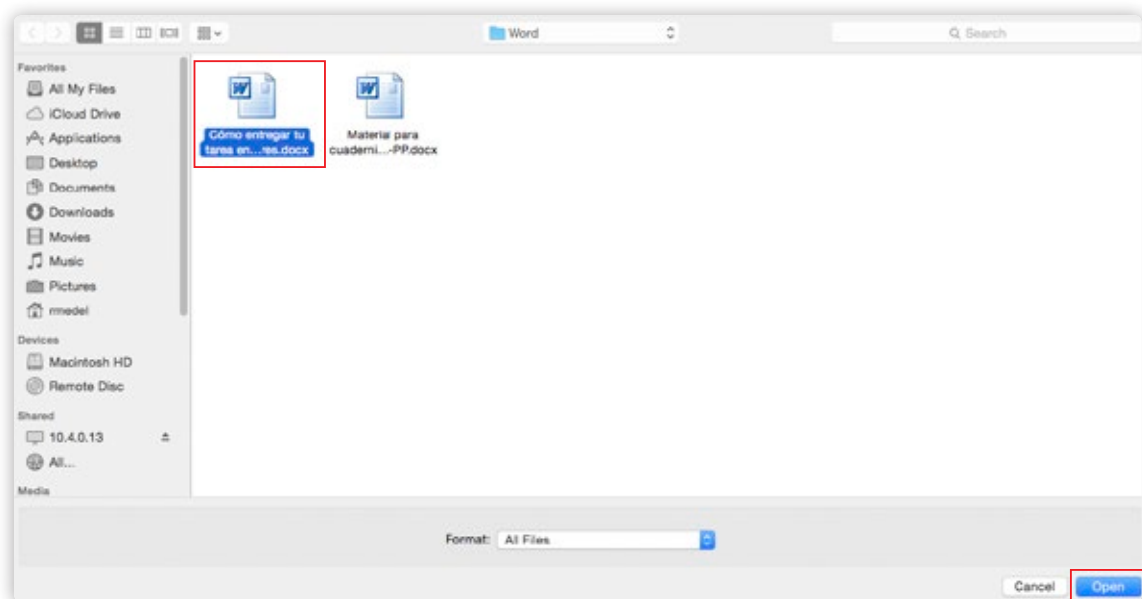 Word
Search
Favorites
All My Files
iCloud Drive
Applications
Desktop
Documents
Downloads
Movies
Music
Pictures
rmedel
Devices
Macintosh HD
Remote Disc
Shared
10.4.0.13
All...
Media
Cómo entregar tu
tarea en...res.docx
Material para
cuaderni...-PP.docx
Format: All Files
Cancel Open